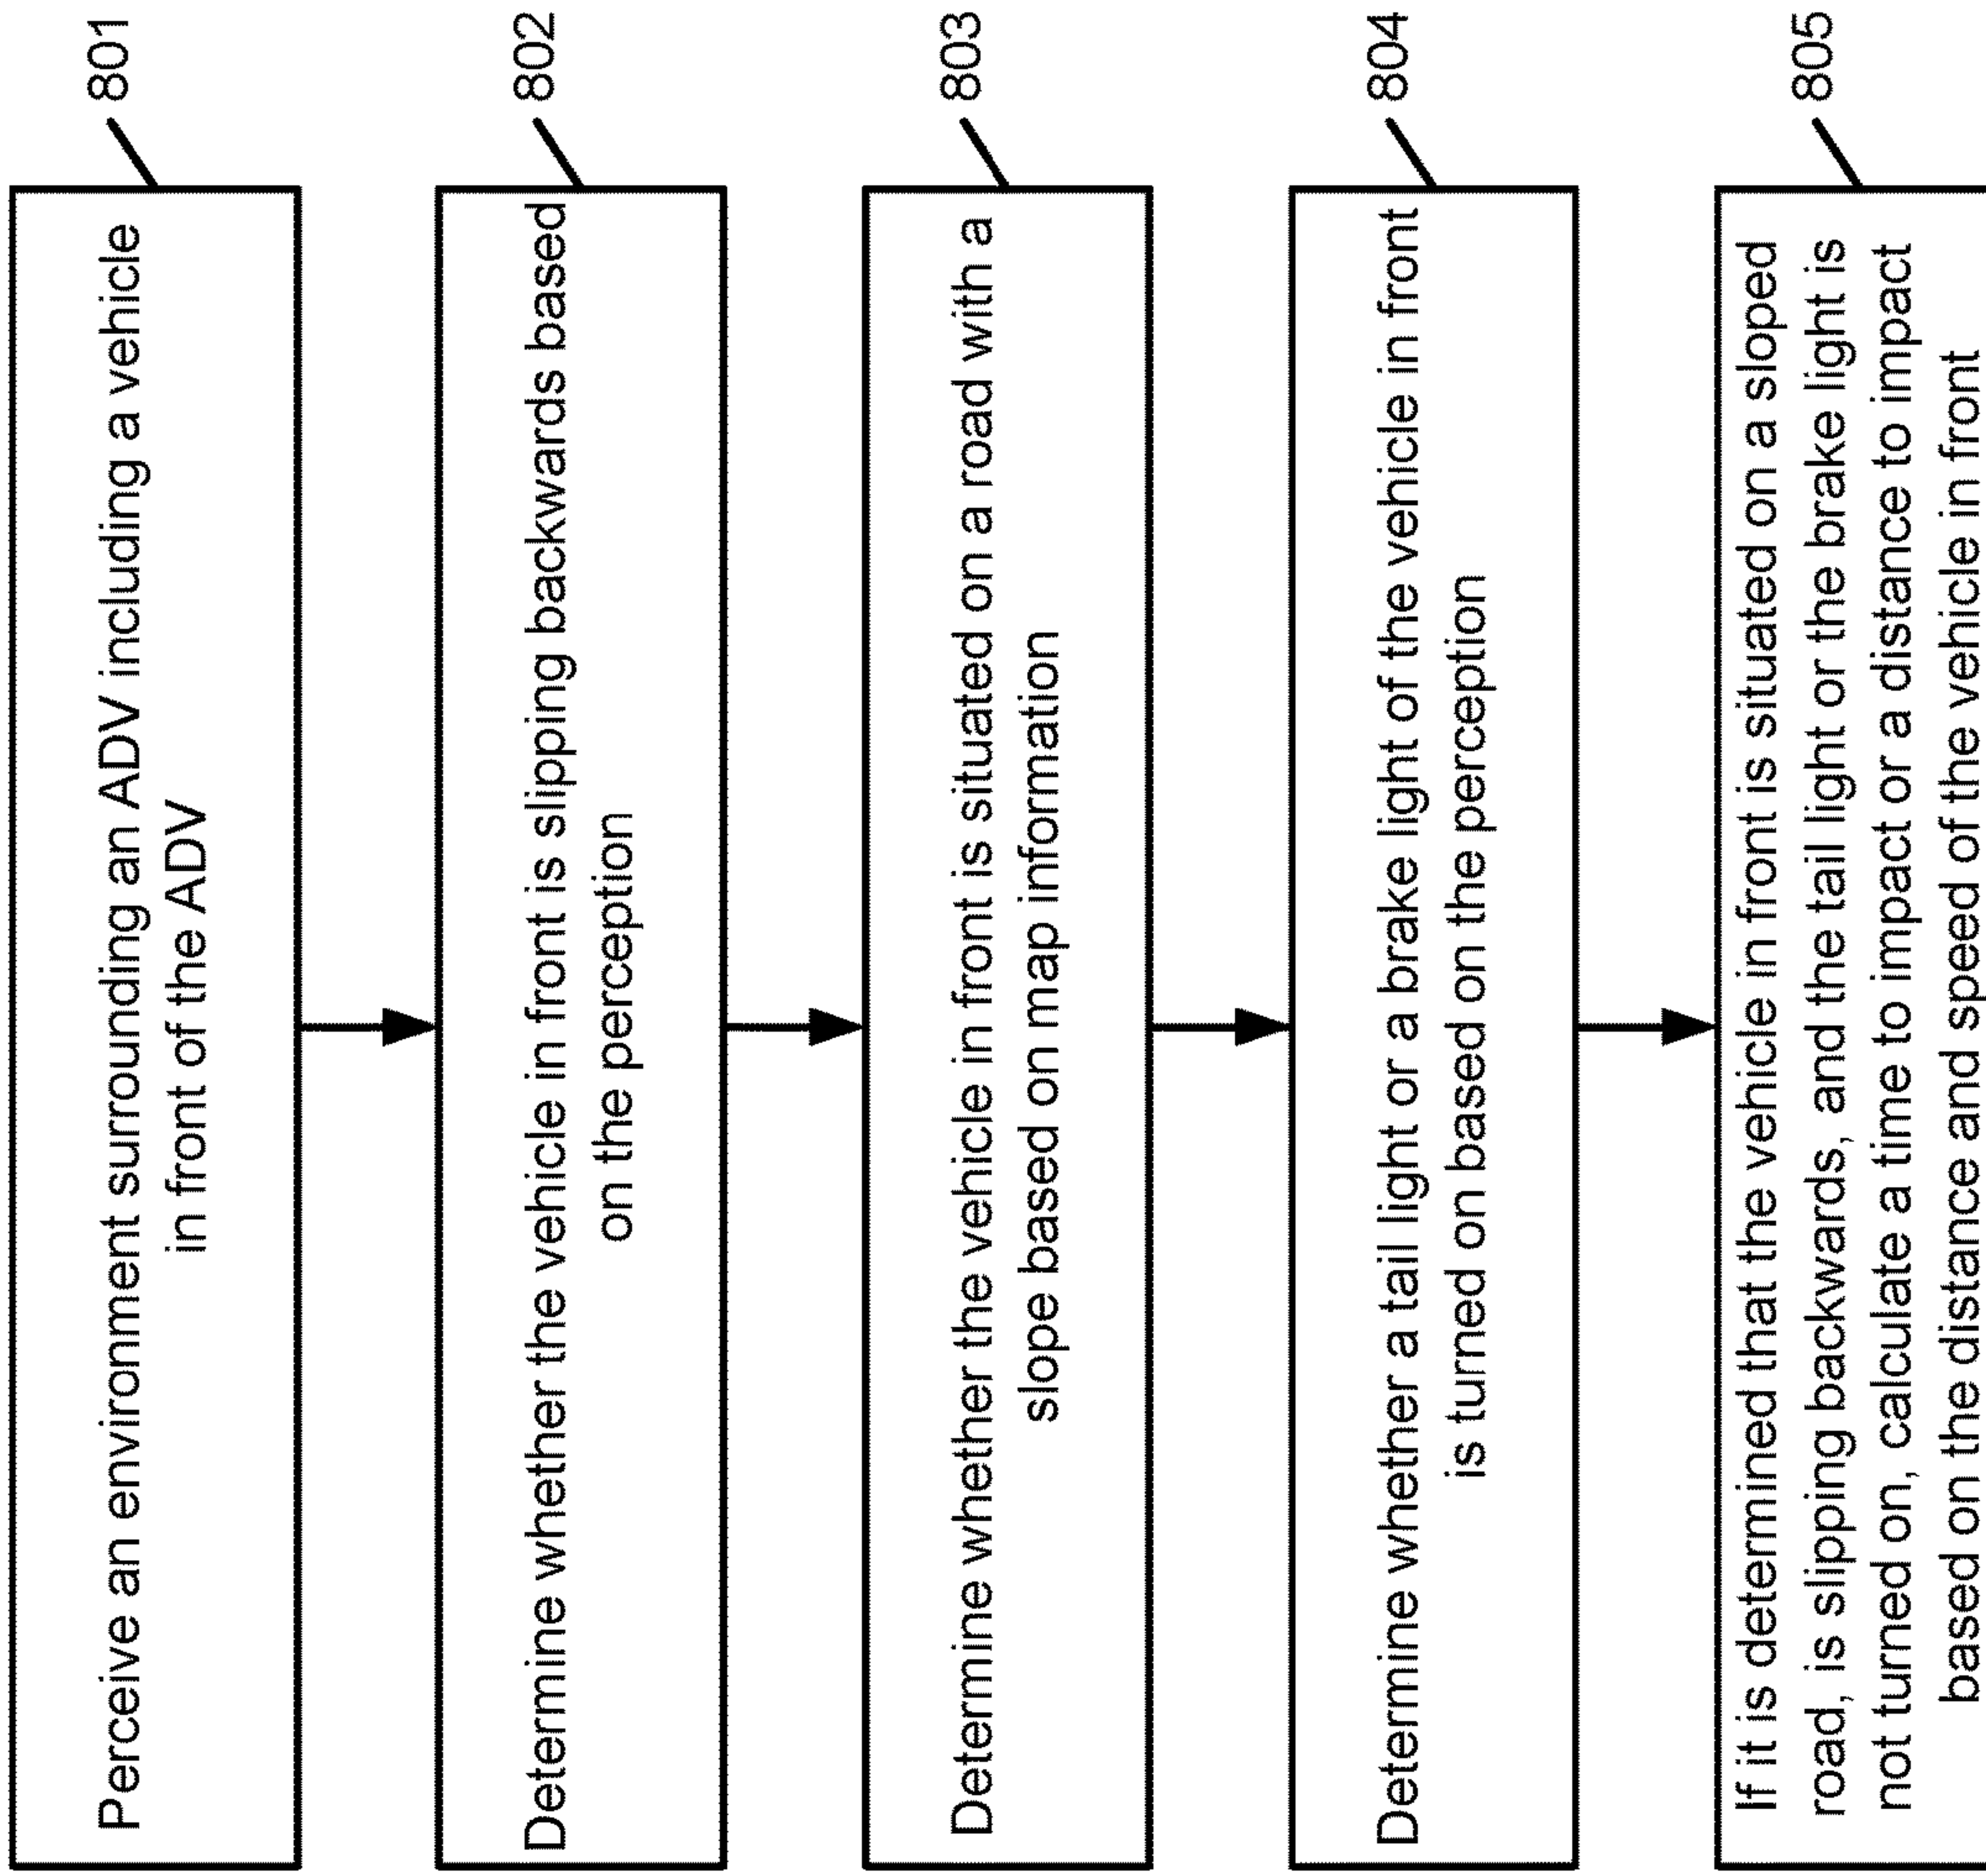 801
Perceive an environment surrounding an ADV including a vehicle
in front of the ADV
802
Determine whether the vehicle in front is slipping backwards based
on the perception
803
Determine whether the vehicle in front is situated on a road with a
slope based on map information
804
Determine whether a tail light or a brake light of the vehicle in front
is turned on based on the perception
805
If it is determined that the vehicle in front is situated on a sloped
road, is slipping backwards, and the tail light or the brake light is
not turned on, calculate a time to impact or a distance to impact
based on the distance and speed of the vehicle in front